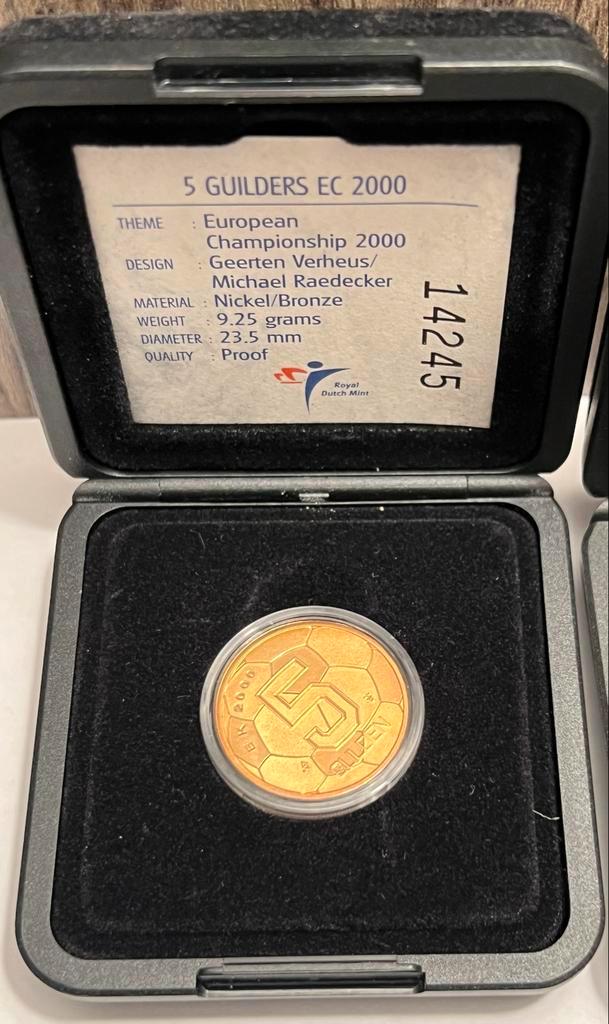 5 GUILDERS EC 2000
THEME : European
Championship 2000
DESIGN : Geerten Verheus/
Michael Raedecker
MATERIAL : Nickel/Bronze
WEIGHT : 9.25 grams
DIAMETER : 23.5 mm
QUALITY : Proof
Royal
Dutch Mint
14245
EK 2000
5
GULDEN